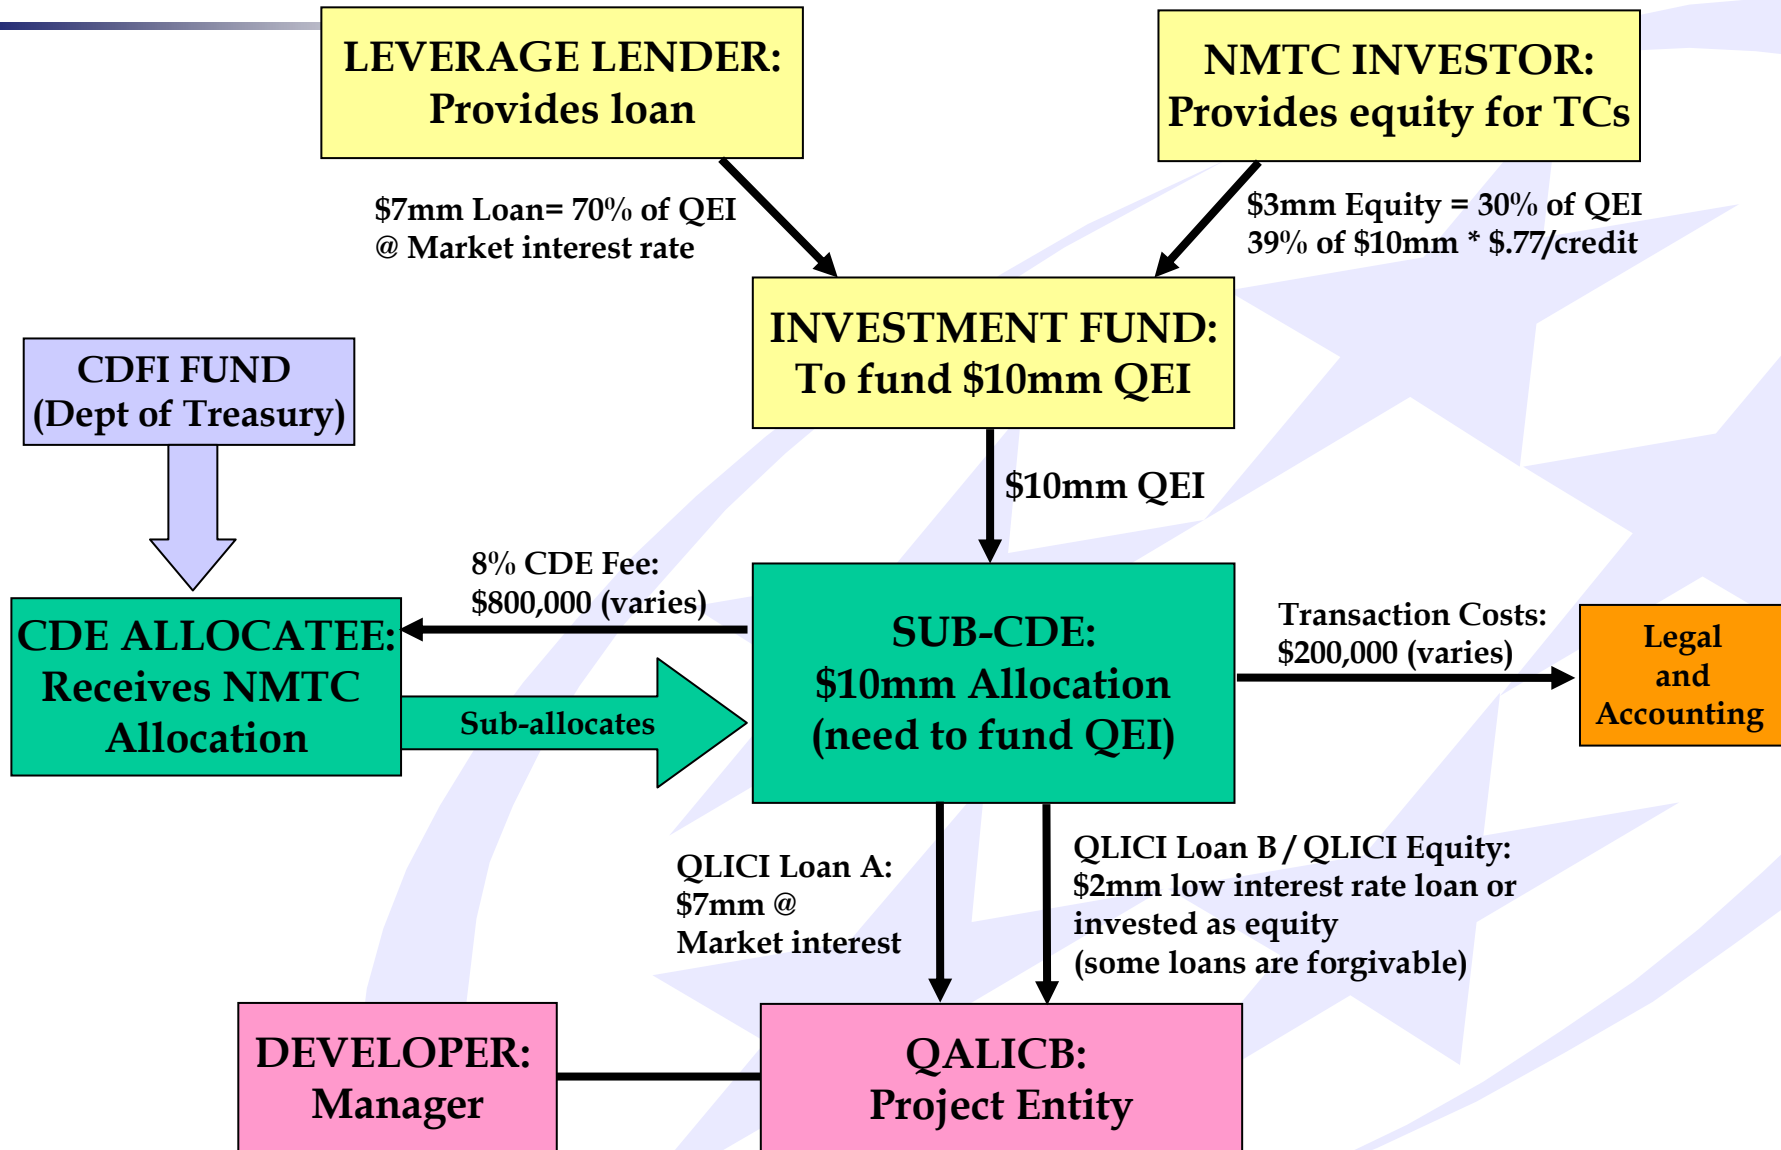 LEVERAGE LENDER:
Provides loan
NMTC INVESTOR:
Provides equity for TCs
$7mm Loan= 70% of QEI
@ Market interest rate
$3mm Equity = 30% of QEI
39% of $10mm * $.77/credit
INVESTMENT FUND:
To fund $10mm QEI
CDFI FUND
(Dept of Treasury)
$10mm QEI
8% CDE Fee:
$800,000 (varies)
CDE ALLOCATEE:
Receives NMTC
Allocation
Sub-allocates
SUB-CDE:
$10mm Allocation
(need to fund QEI)
Transaction Costs:
$200,000 (varies)
Legal
and
Accounting
QLICI Loan A:
$7mm @
Market interest
QLICI Loan B / QLICI Equity:
$2mm low interest rate loan or
invested as equity
(some loans are forgivable)
DEVELOPER:
Manager
QALICB:
Project Entity